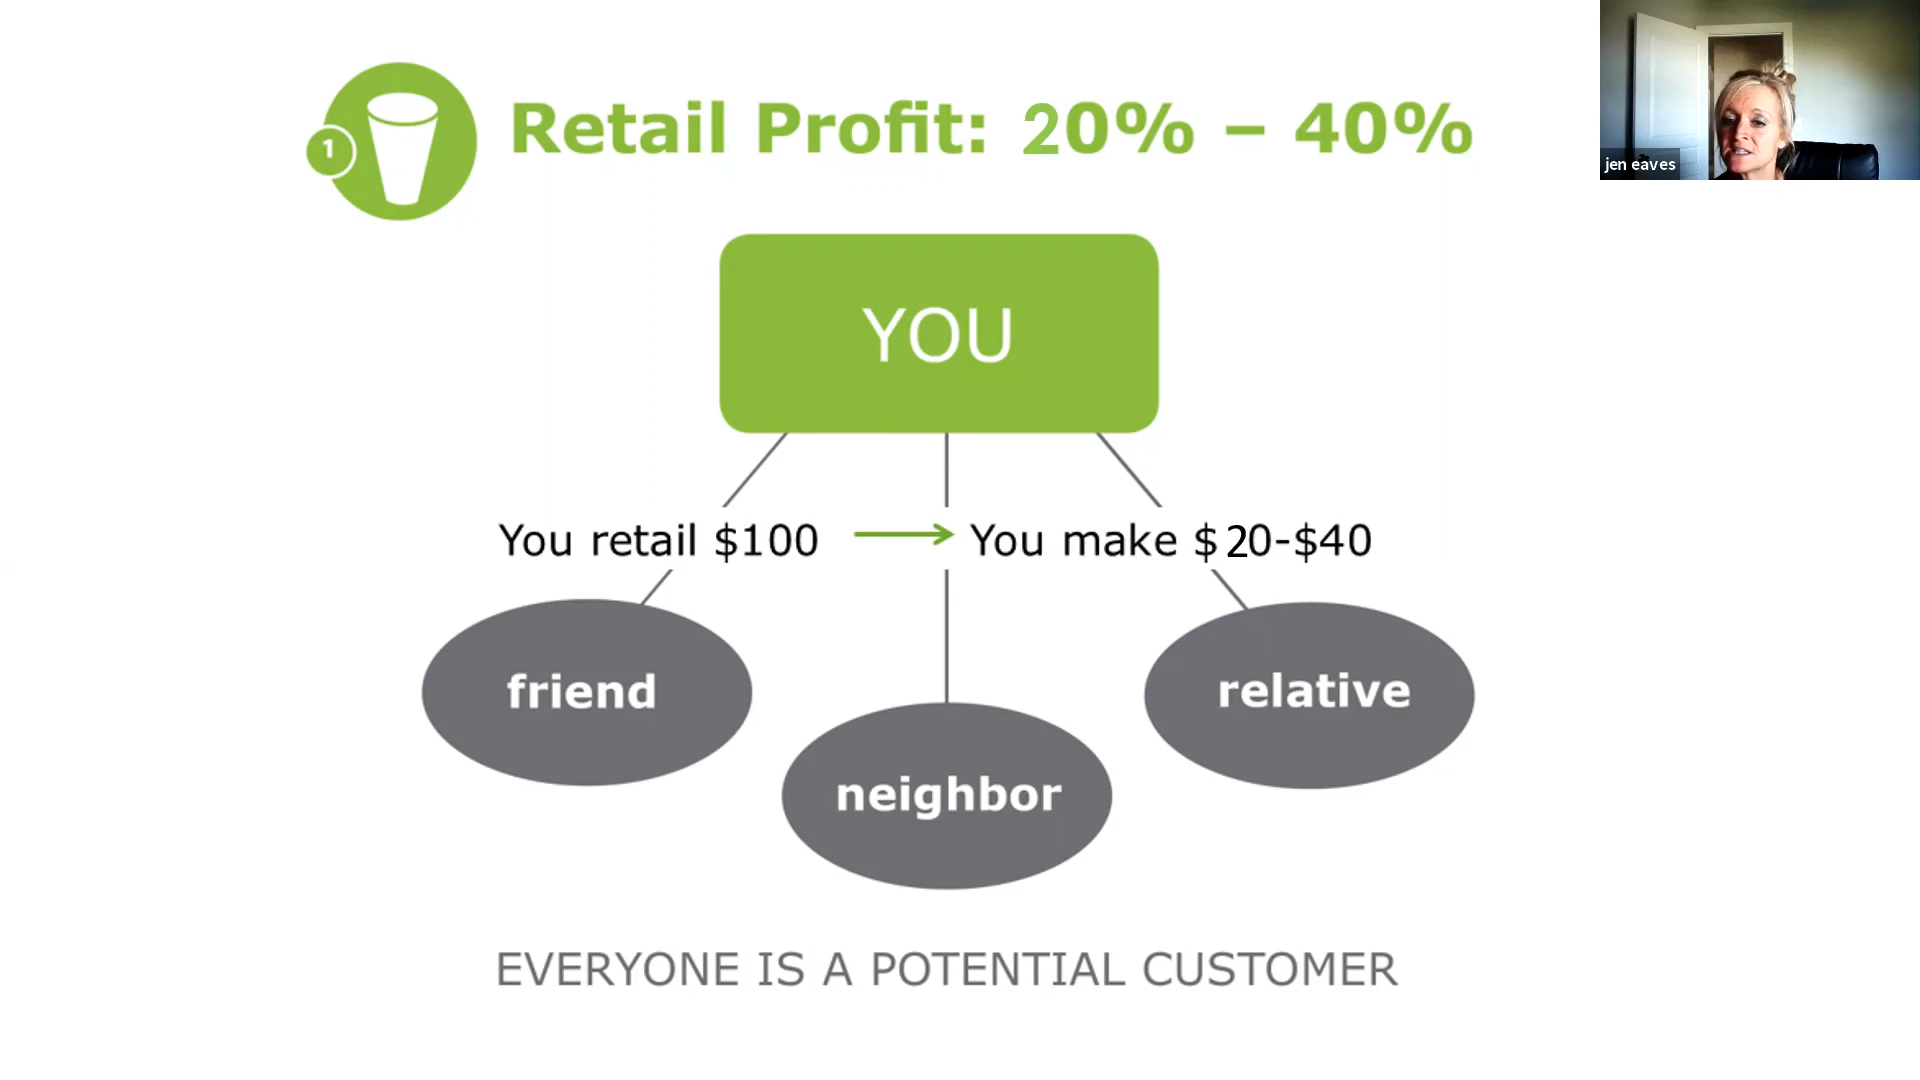 1
Retail Profit: 20% – 40%
jen eaves
YOU
You retail $100 → You make $20-$40
friend
neighbor
relative
EVERYONE IS A POTENTIAL CUSTOMER